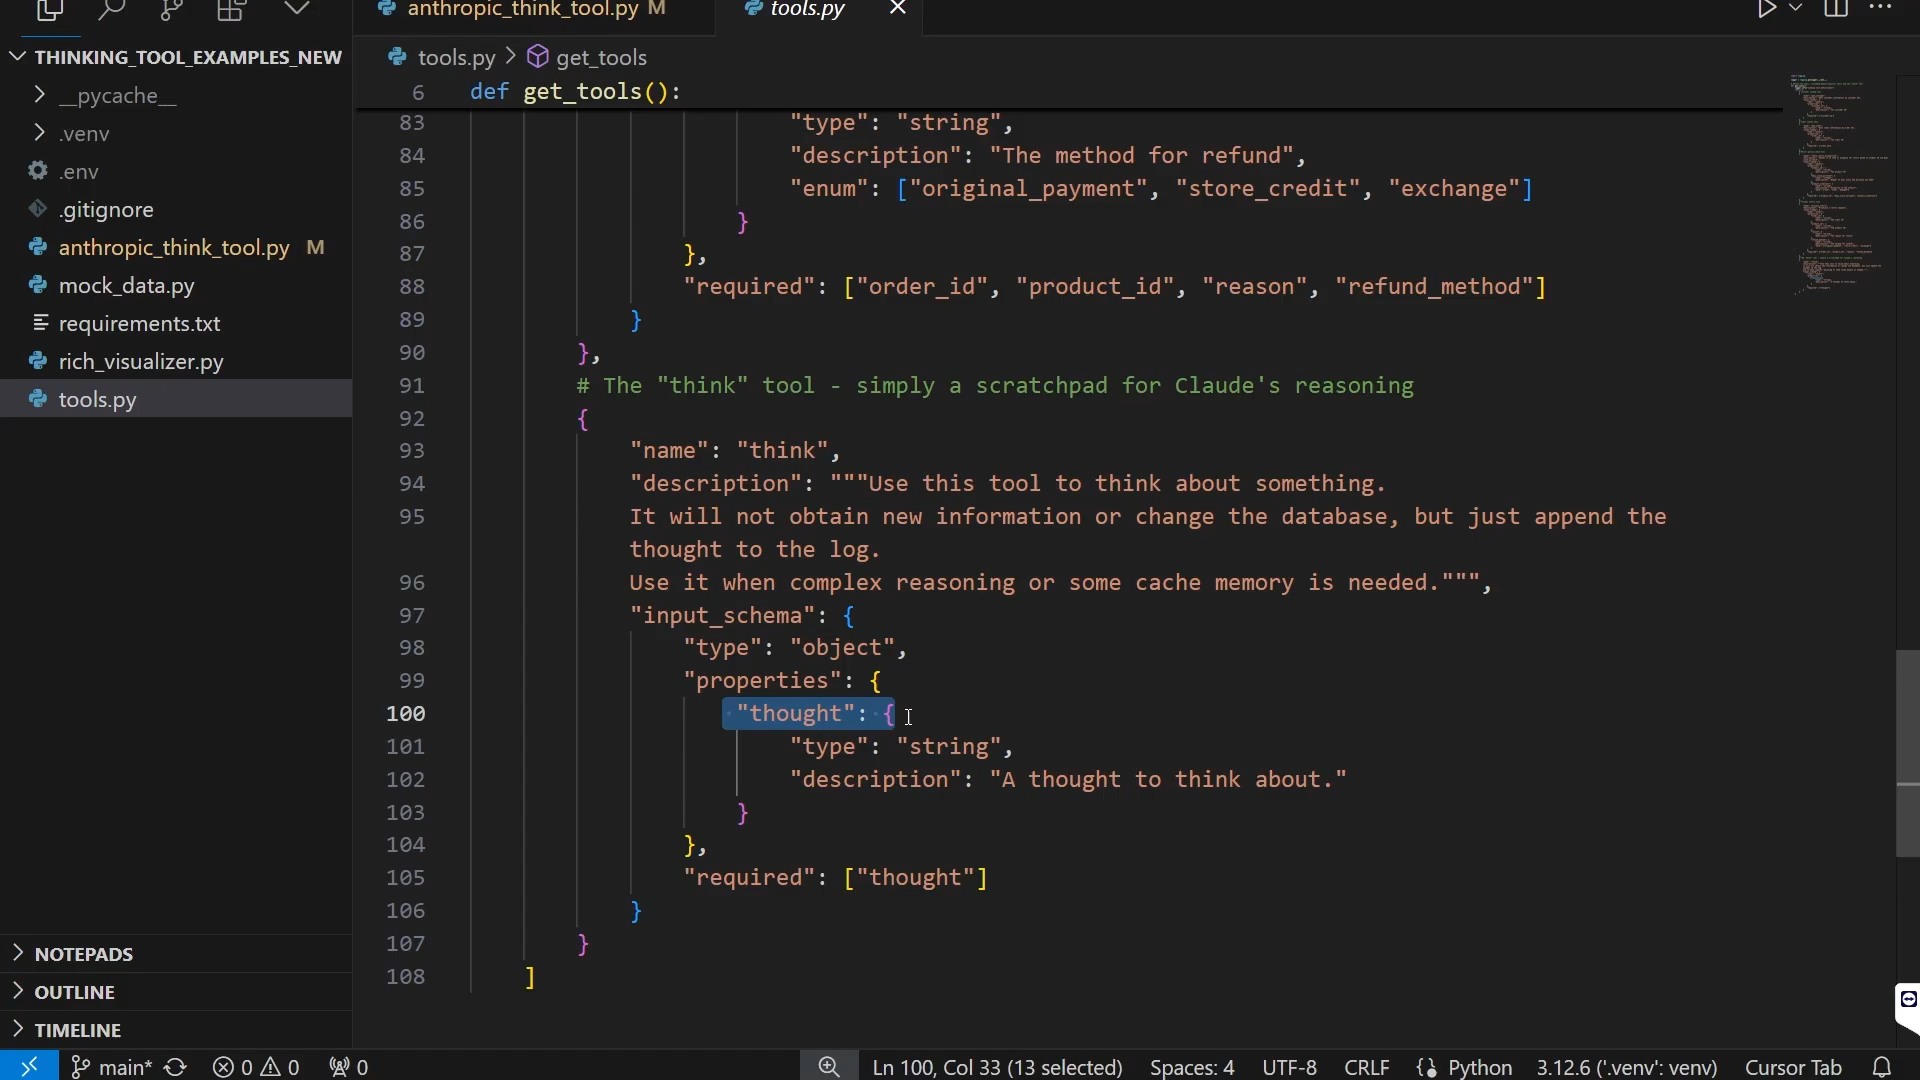 anthropic_think_tool.py M
tools.py
THINKING_TOOL_EXAMPLES_NEW
__pycache__
.venv
.env
.gitignore
anthropic_think_tool.py M
mock_data.py
requirements.txt
rich_visualizer.py
tools.py
NOTEPADS
OUTLINE
TIMELINE
tools.py > get_tools
6 def get_tools():
83 "type": "string",
84 "description": "The method for refund",
85 "enum": ["original_payment", "store_credit", "exchange"]
86 }
87 },
88 "required": ["order_id", "product_id", "reason", "refund_method"]
89 }
90 },
91 # The "think" tool - simply a scratchpad for Claude's reasoning
92 {
93 "name": "think",
94 "description": """Use this tool to think about something.
95 It will not obtain new information or change the database, but just append the
thought to the log.
96 Use it when complex reasoning or some cache memory is needed.""",
97 "input_schema": {
98 "type": "object",
99 "properties": {
100 "thought": {
101 "type": "string",
102 "description": "A thought to think about."
103 }
104 },
105 "required": ["thought"]
106 }
107 }
108 ]
main* 0 0 0 Ln 100, Col 33 (13 selected) Spaces: 4 UTF-8 CRLF Python 3.12.6 ('.venv': venv) Cursor Tab